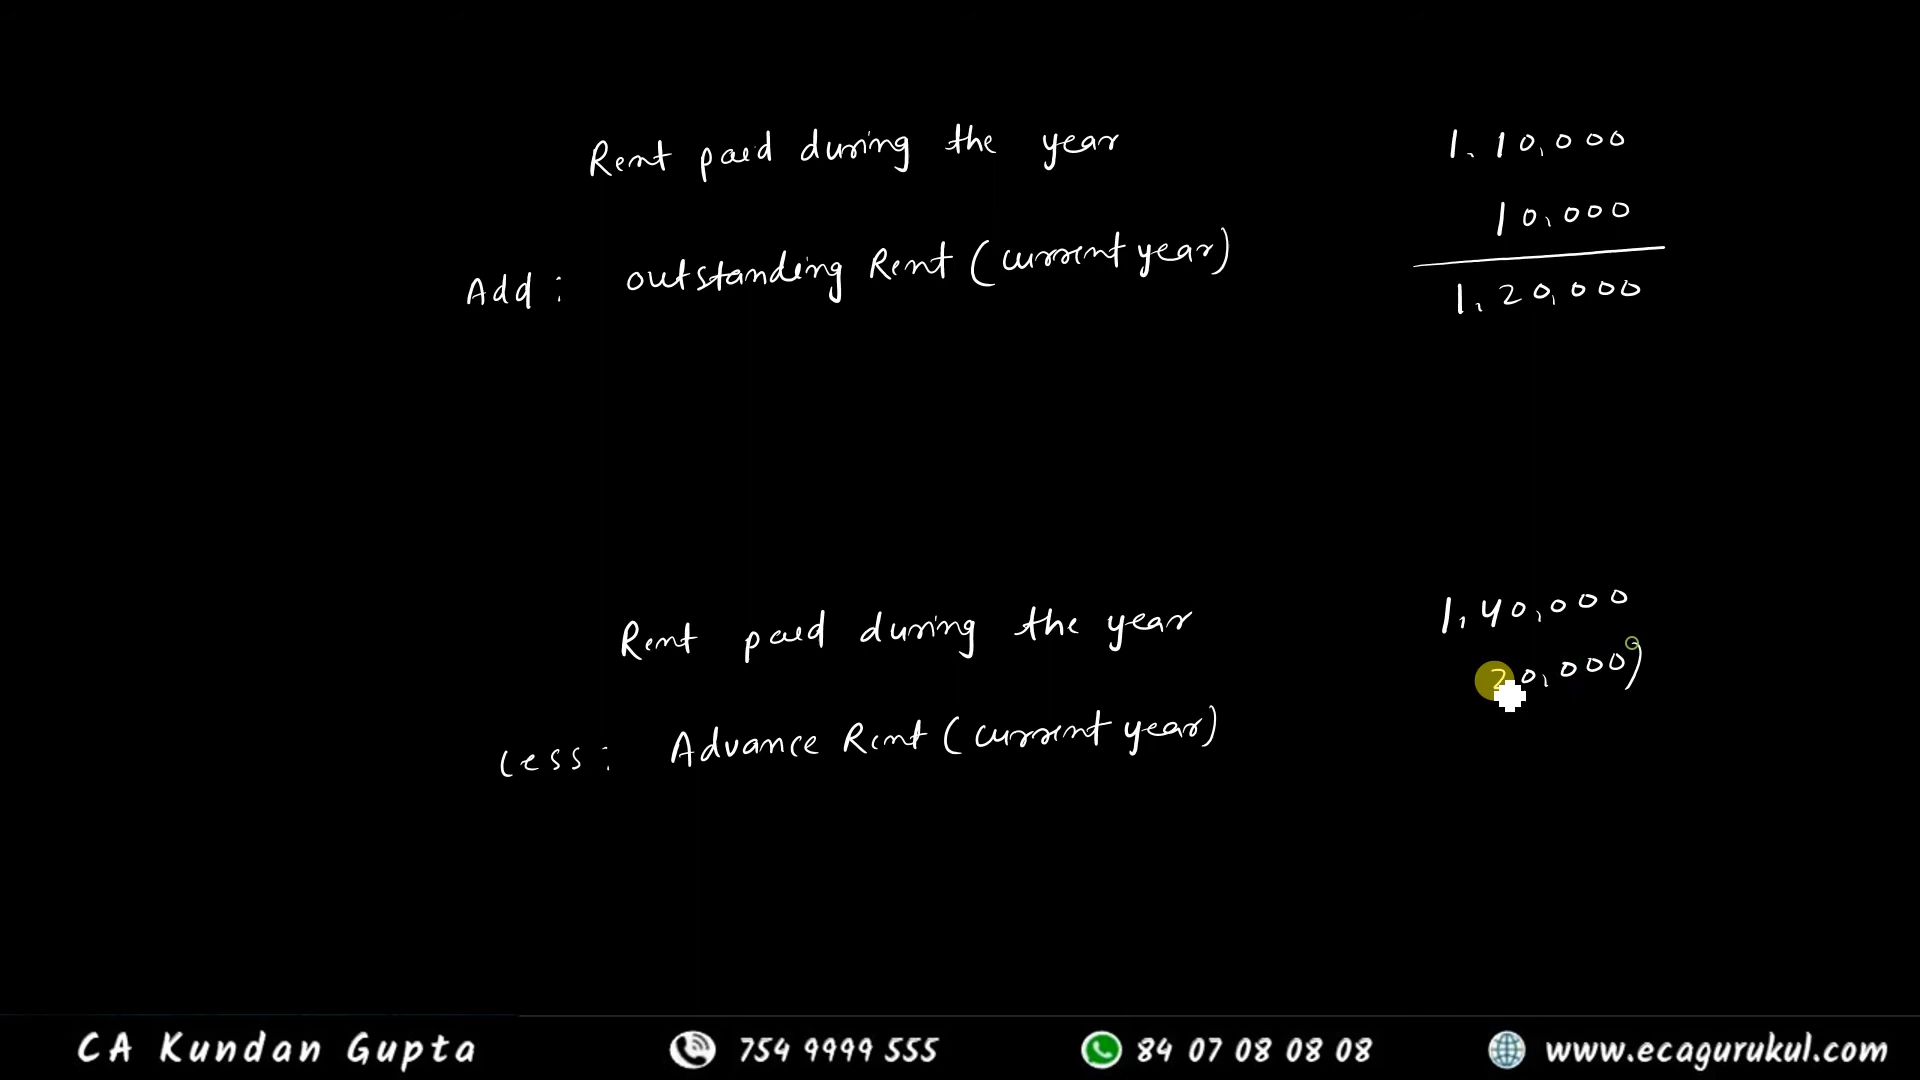 Rent paid during the year 1,10,000
Add: outstanding Rent (current year) 10,000
1,20,000
Rent paid during the year 1,40,000
Less: Advance Rent (current year) 20,000)
CA Kundan Gupta 754 9999 555 84 07 08 08 08 www.ecagurukul.com